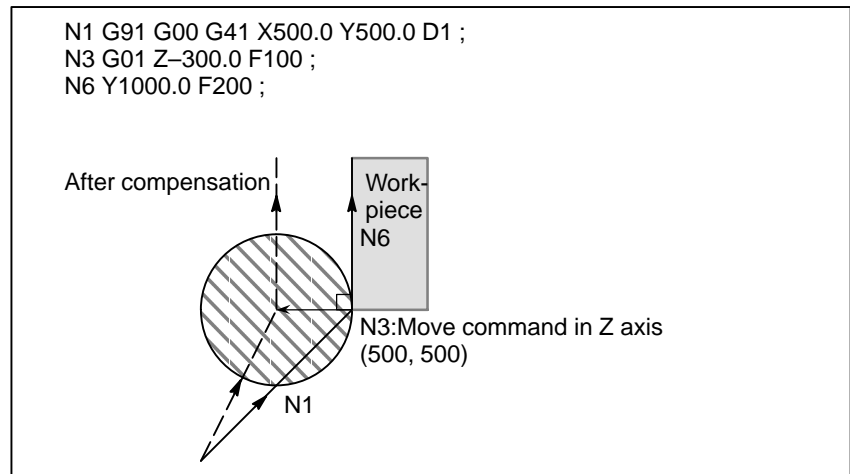 N1 G91 G00 G41 X500.0 Y500.0 D1 ;
N3 G01 Z–300.0 F100 ;
N6 Y1000.0 F200 ;
After compensation
Work-
piece
N6
N3:Move command in Z axis
(500, 500)
N1